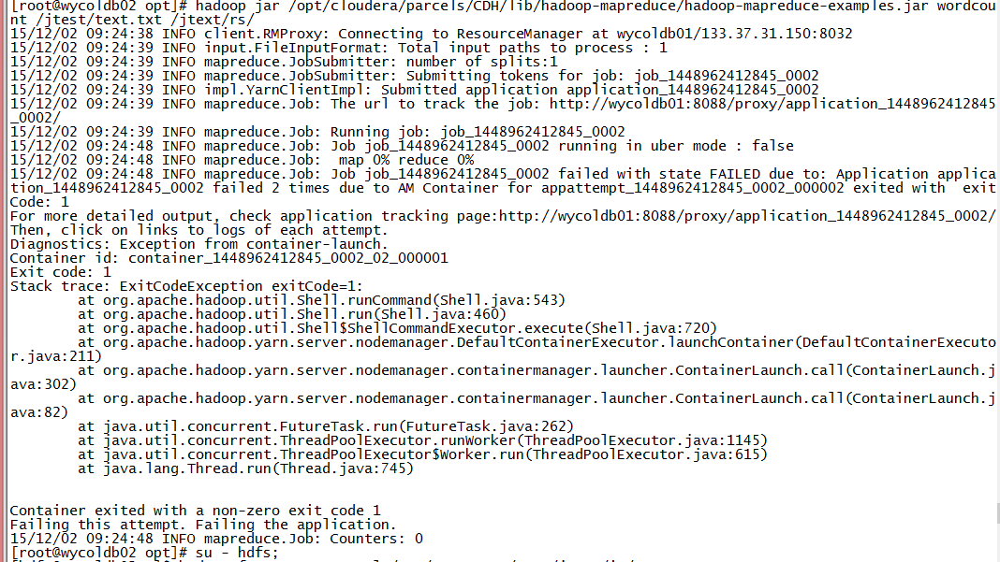 [root@wycoldb02 opt]# hadoop jar /opt/cloudera/parcels/CDH/lib/hadoop-mapreduce/hadoop-mapreduce-examples.jar wordcou
nt /jtest/text.txt /jtext/rs/
15/12/02 09:24:38 INFO client.RMProxy: Connecting to ResourceManager at wycoldb01/133.37.31.150:8032
15/12/02 09:24:39 INFO input.FileInputFormat: Total input paths to process : 1
15/12/02 09:24:39 INFO mapreduce.JobSubmitter: number of splits:1
15/12/02 09:24:39 INFO mapreduce.JobSubmitter: Submitting tokens for job: job_1448962412845_0002
15/12/02 09:24:39 INFO impl.YarnClientImpl: Submitted application application_1448962412845_0002
15/12/02 09:24:39 INFO mapreduce.Job: The url to track the job: http://wycoldb01:8088/proxy/application_1448962412845
_0002/
15/12/02 09:24:39 INFO mapreduce.Job: Running job: job_1448962412845_0002
15/12/02 09:24:48 INFO mapreduce.Job: Job job_1448962412845_0002 running in uber mode : false
15/12/02 09:24:48 INFO mapreduce.Job:  map 0% reduce 0%
15/12/02 09:24:48 INFO mapreduce.Job: Job job_1448962412845_0002 failed with state FAILED due to: Application applica
tion_1448962412845_0002 failed 2 times due to AM Container for appattempt_1448962412845_0002_000002 exited with  exit
Code: 1
For more detailed output, check application tracking page:http://wycoldb01:8088/proxy/application_1448962412845_0002/
Then, click on links to logs of each attempt.
Diagnostics: Exception from container-launch.
Container id: container_1448962412845_0002_02_000001
Exit code: 1
Stack trace: ExitCodeException exitCode=1:
at org.apache.hadoop.util.Shell.runCommand(Shell.java:543)
at org.apache.hadoop.util.Shell.run(Shell.java:460)
at org.apache.hadoop.util.Shell$ShellCommandExecutor.execute(Shell.java:720)
at org.apache.hadoop.yarn.server.nodemanager.DefaultContainerExecutor.launchContainer(DefaultContainerExecuto
r.java:211)
at org.apache.hadoop.yarn.server.nodemanager.containermanager.launcher.ContainerLaunch.call(ContainerLaunch.j
ava:302)
at org.apache.hadoop.yarn.server.nodemanager.containermanager.launcher.ContainerLaunch.call(ContainerLaunch.j
ava:82)
at java.util.concurrent.FutureTask.run(FutureTask.java:262)
at java.util.concurrent.ThreadPoolExecutor.runWorker(ThreadPoolExecutor.java:1145)
at java.util.concurrent.ThreadPoolExecutor$Worker.run(ThreadPoolExecutor.java:615)
at java.lang.Thread.run(Thread.java:745)
Container exited with a non-zero exit code 1
Failing this attempt. Failing the application.
15/12/02 09:24:48 INFO mapreduce.Job: Counters: 0
[root@wycoldb02 opt]# su - hdfs;